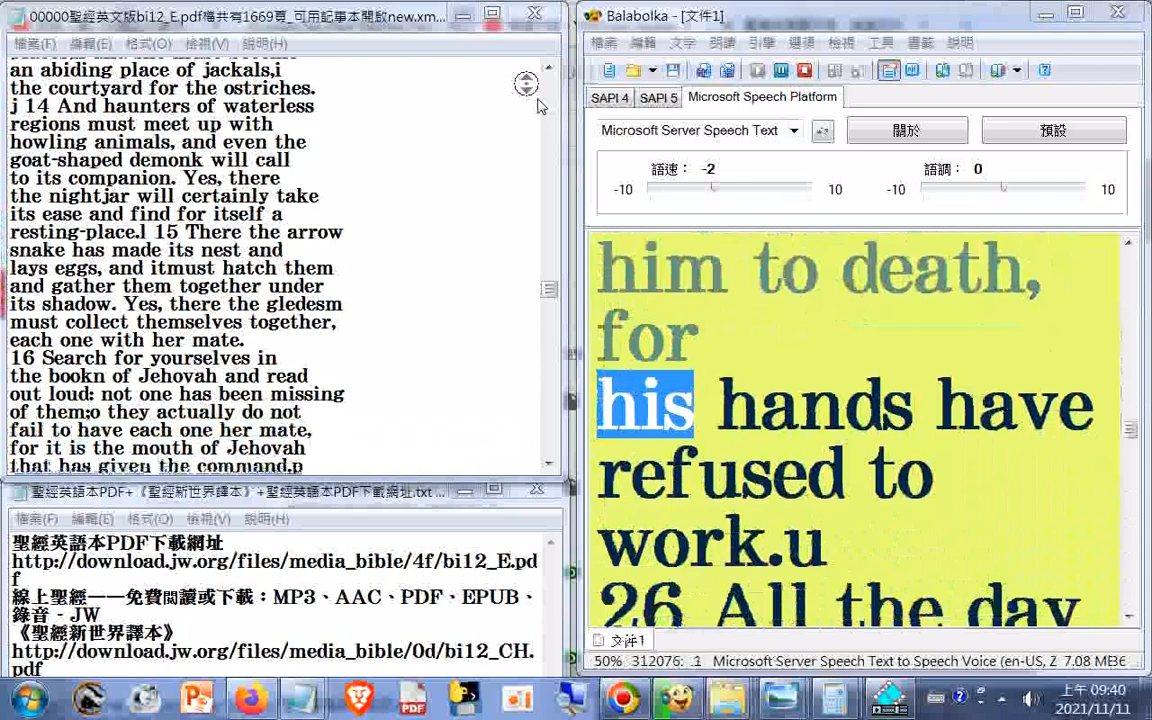 00000聖經英文版bi12_E.pdf檔共有1669頁_可用記事本開啟new.xm...
檔案(F) 編輯(E) 格式(O) 檢視(V) 說明(H)
an abiding place of jackals,i
the courtyard for the ostriches.
j 14 And haunters of waterless
regions must meet up with
howling animals, and even the
goat-shaped demonk will call
to its companion. Yes, there
the nightjar will certainly take
its ease and find for itself a
resting-place.l 15 There the arrow
snake has made its nest and
lays eggs, and itmust hatch them
and gather them together under
its shadow. Yes, there the gledesm
must collect themselves together,
each one with her mate.
16 Search for yourselves in
the bookn of Jehovah and read
out loud: not one has been missing
of them;o they actually do not
fail to have each one her mate,
for it is the mouth of Jehovah
that has given the command.p
聖經英語本PDF+《聖經新世界譯本》+聖經英語本PDF下載網址.txt ...
檔案(F) 編輯(E) 格式(O) 檢視(V) 說明(H)
聖經英語本PDF下載網址
http://download.jw.org/files/media_bible/4f/bi12_E.pd
f
線上聖經——免費閱讀或下載：MP3、AAC、PDF、EPUB、
錄音 - JW
《聖經新世界譯本》
http://download.jw.org/files/media_bible/0d/bi12_CH.
pdf
Balabolka - [文件1]
檔案 編輯 文字 朗讀 引擎 選項 檢視 工具 書籤 說明
SAPI 4 SAPI 5 Microsoft Speech Platform
Microsoft Server Speech Text 關於 預設
語速： -2 語調： 0
-10 10 -10 10
him to death,
for
his hands have
refused to
work.u
26 All the day
文件1
50% 312076: 1 Microsoft Server Speech Text to Speech Voice (en-US, Z 7.08 MB
上午 09:40
2021/11/11